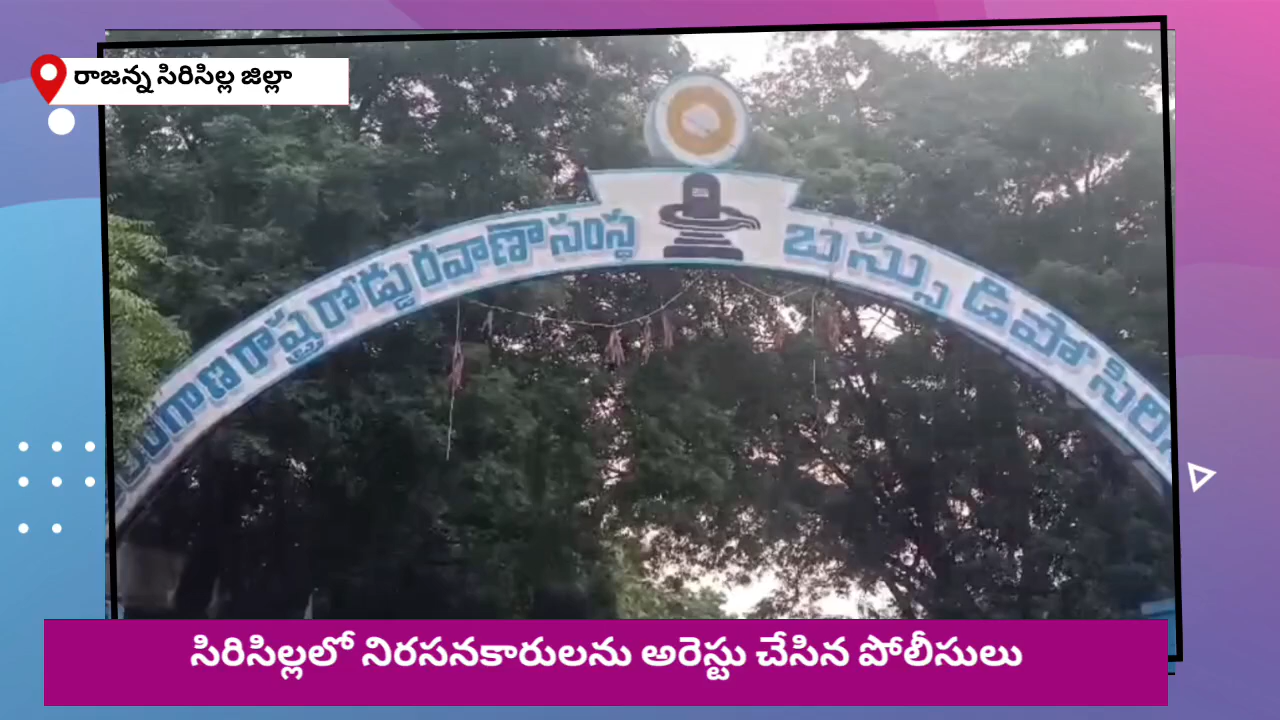 రాజన్న సిరిసిల్ల జిల్లా
తెలంగాణ రాష్ట్ర రోడ్డు రవాణా సంస్థ బస్సు డిపో
సిరిసిల్లలో నిరసనకారులను అరెస్టు చేసిన పోలీసులు